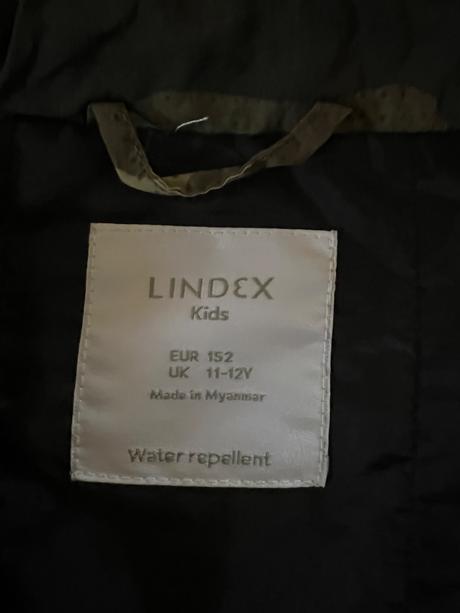 LINDEX
Kids
EUR 152
UK 11-12Y
Made in Myanmar
Water repellent